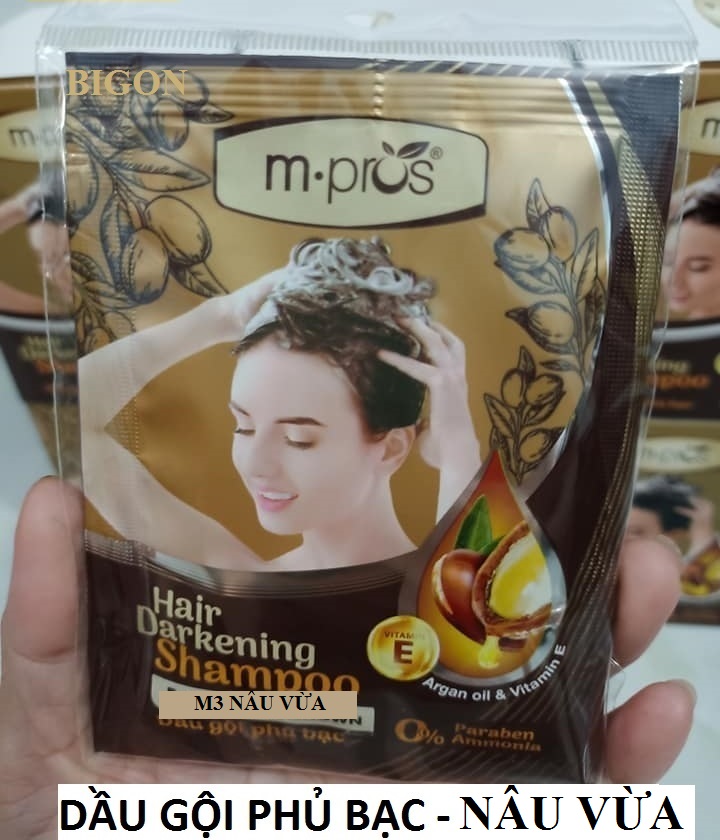 BIGON
m•pros®
m•pros
Hair
Darkening
Shampoo
M3 NÂU VỪA
Dầu gội phủ bạc
VITAMIN
E
Argan oil & Vitamin E
0% Paraben
Ammonia
DẦU GỘI PHỦ BẠC - NÂU VỪA